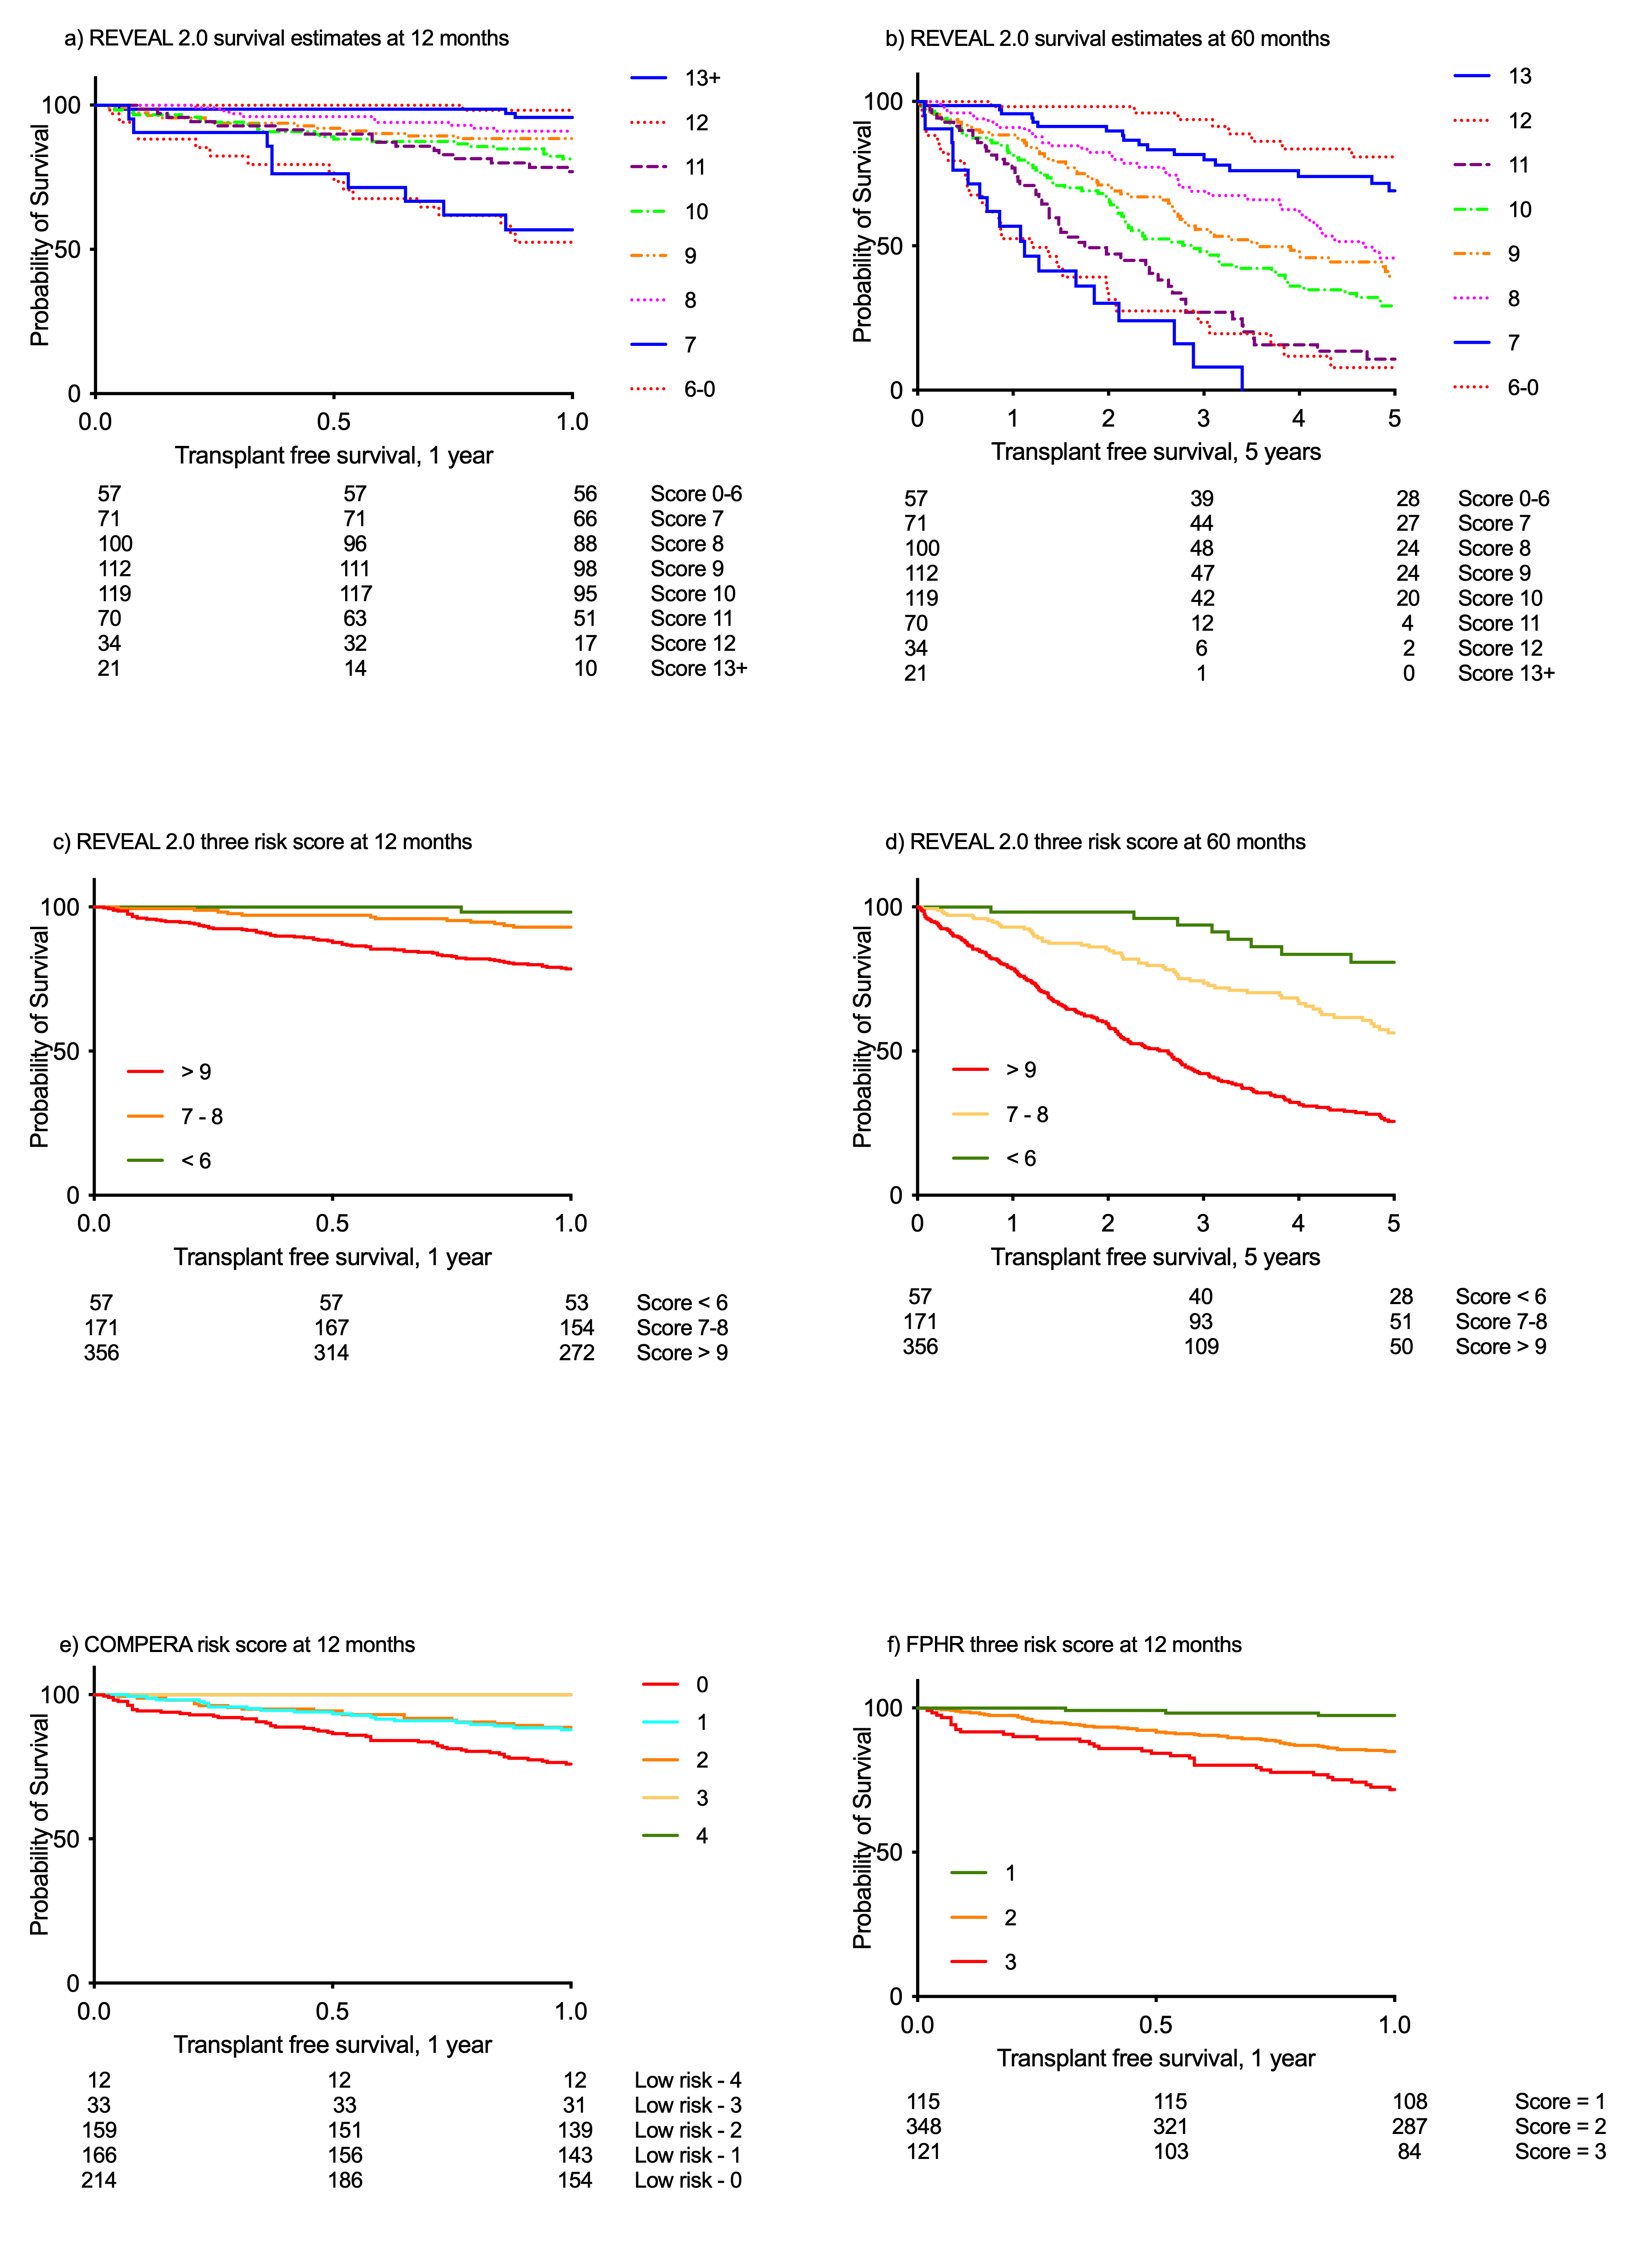 a) REVEAL 2.0 survival estimates at 12 months
Probability of Survival
100
50
0
0.0 0.5 1.0
Transplant free survival, 1 year
13+
12
11
10
9
8
7
6-0
57 57 56 Score 0-6
71 71 66 Score 7
100 96 88 Score 8
112 111 98 Score 9
119 117 95 Score 10
70 63 51 Score 11
34 32 17 Score 12
21 14 10 Score 13+
b) REVEAL 2.0 survival estimates at 60 months
Probability of Survival
100
50
0
0 1 2 3 4 5
Transplant free survival, 5 years
13
12
11
10
9
8
7
6-0
57 39 28 Score 0-6
71 44 27 Score 7
100 48 24 Score 8
112 47 24 Score 9
119 42 20 Score 10
70 12 4 Score 11
34 6 2 Score 12
21 1 0 Score 13+
c) REVEAL 2.0 three risk score at 12 months
Probability of Survival
100
50
0
> 9
7 - 8
< 6
0.0 0.5 1.0
Transplant free survival, 1 year
57 57 53 Score < 6
171 167 154 Score 7-8
356 314 272 Score > 9
d) REVEAL 2.0 three risk score at 60 months
Probability of Survival
100
50
0
> 9
7 - 8
< 6
0 1 2 3 4 5
Transplant free survival, 5 years
57 40 28 Score < 6
171 93 51 Score 7-8
356 109 50 Score > 9
e) COMPERA risk score at 12 months
Probability of Survival
100
50
0
0.0 0.5 1.0
Transplant free survival, 1 year
0
1
2
3
4
12 12 12 Low risk - 4
33 33 31 Low risk - 3
159 151 139 Low risk - 2
166 156 143 Low risk - 1
214 186 154 Low risk - 0
f) FPHR three risk score at 12 months
Probability of Survival
100
50
0
1
2
3
0.0 0.5 1.0
Transplant free survival, 1 year
115 115 108 Score = 1
348 321 287 Score = 2
121 103 84 Score = 3